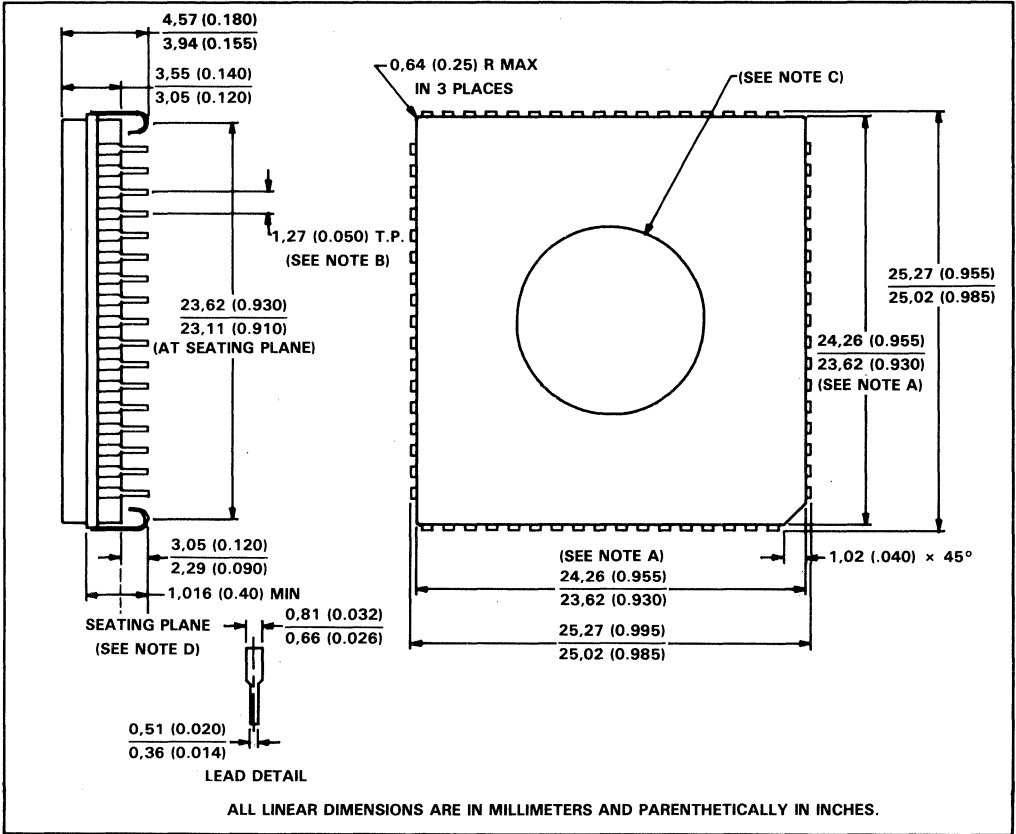 4,57 (0.180)
3,94 (0.155)
3,55 (0.140)
3,05 (0.120)
0,64 (0.25) R MAX
IN 3 PLACES
(SEE NOTE C)
1,27 (0.050) T.P.
(SEE NOTE B)
23,62 (0.930)
23,11 (0.910)
(AT SEATING PLANE)
25,27 (0.955)
25,02 (0.985)
24,26 (0.955)
23,62 (0.930)
(SEE NOTE A)
3,05 (0.120)
2,29 (0.090)
1,016 (0.40) MIN
SEATING PLANE
(SEE NOTE D)
0,81 (0.032)
0,66 (0.026)
(SEE NOTE A)
24,26 (0.955)
23,62 (0.930)
1,02 (.040) × 45°
25,27 (0.995)
25,02 (0.985)
0,51 (0.020)
0,36 (0.014)
LEAD DETAIL
ALL LINEAR DIMENSIONS ARE IN MILLIMETERS AND PARENTHETICALLY IN INCHES.